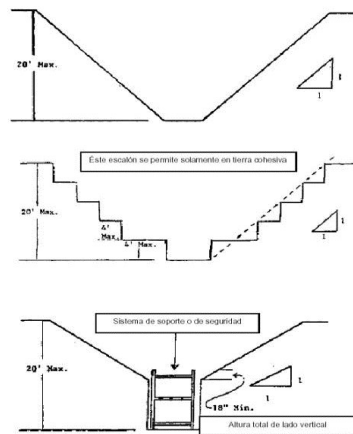 20' Max.
1
1
Éste escalón se permite solamente en tierra cohesiva
20' Max.
4'
Max.
4' Max.
1
1
Sistema de soporte o de seguridad
20' Max.
1
1
18" Min.
Altura total de lado vertical